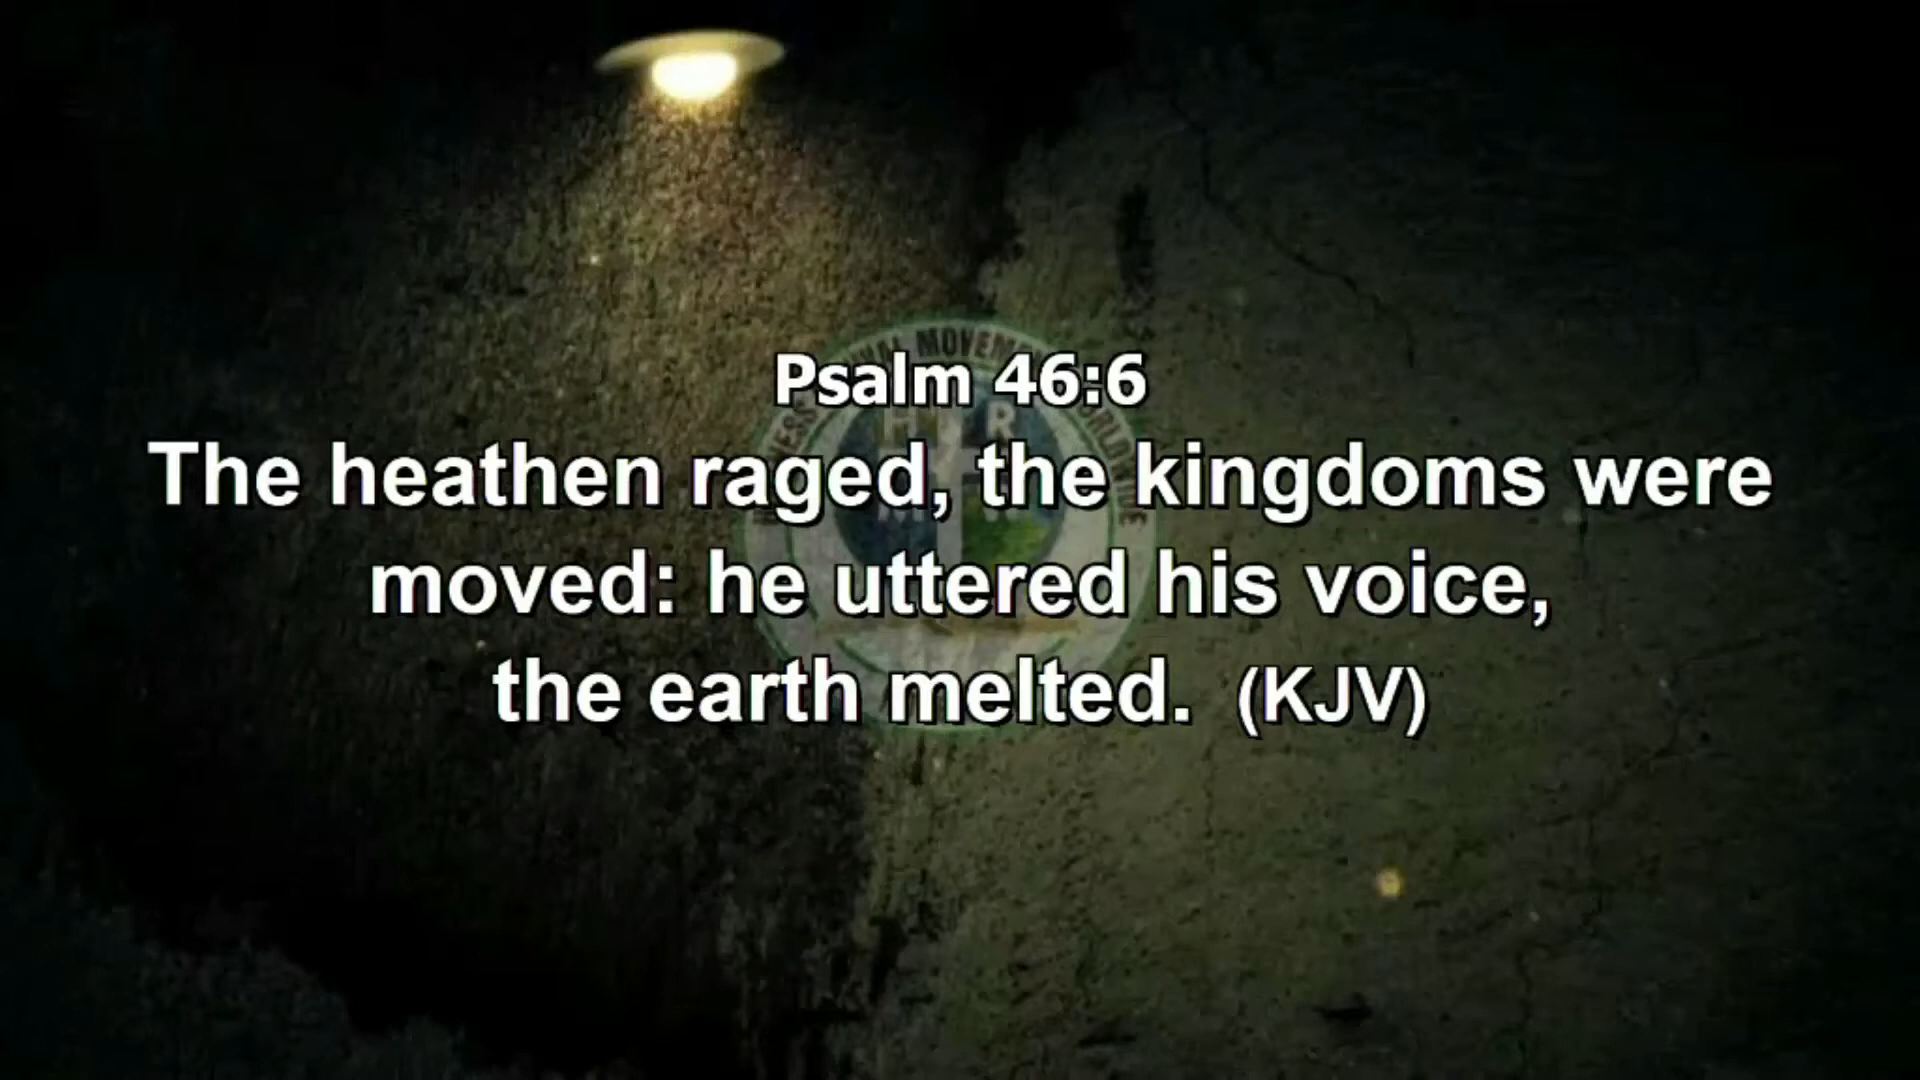 Psalm 46:6
The heathen raged, the kingdoms were
moved: he uttered his voice,
the earth melted. (KJV)